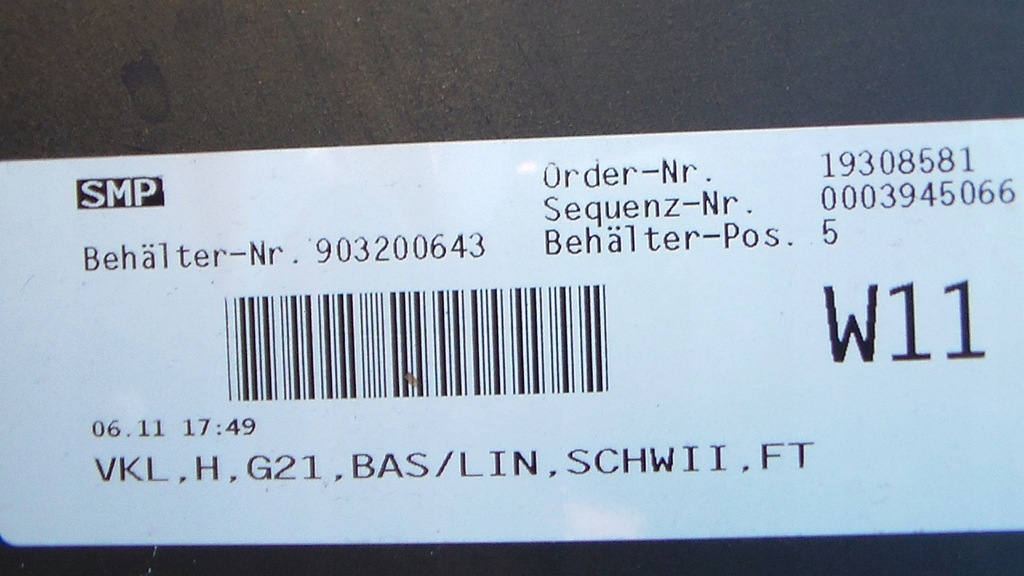 SMP
Order-Nr. 19308581
Sequenz-Nr. 0003945066
Behälter-Nr. 903200643
Behälter-Pos. 5
W11
06.11 17:49
VKL,H,G21,BAS/LIN,SCHWII,FT